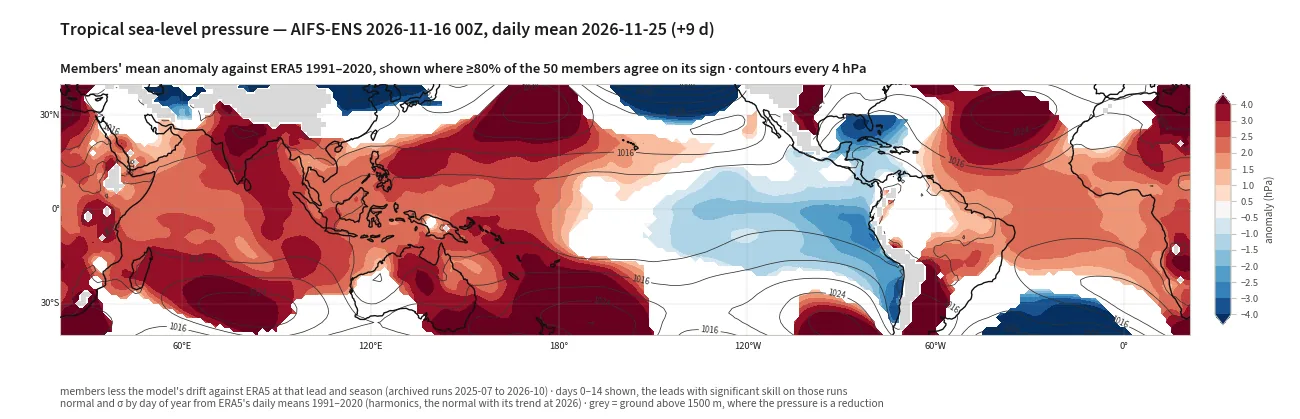 Tropical sea-level pressure — AIFS-ENS 2026-11-16 00Z, daily mean 2026-11-25 (+9 d)
Members' mean anomaly against ERA5 1991–2020, shown where ≥80% of the 50 members agree on its sign · contours every 4 hPa
30°N
0°
30°S
1016
1016
1016
1016
1016
1024
1016
1016
1016
60°E
120°E
180°
120°W
60°W
0°
4.0
3.0
2.5
2.0
1.5
1.0
0.5
−0.5
−1.0
−1.5
−2.0
−2.5
−3.0
−4.0
anomaly (hPa)
members less the model's drift against ERA5 at that lead and season (archived runs 2025-07 to 2026-10) · days 0–14 shown, the leads with significant skill on those runs
normal and σ by day of year from ERA5's daily means 1991–2020 (harmonics, the normal with its trend at 2026) · grey = ground above 1500 m, where the pressure is a reduction